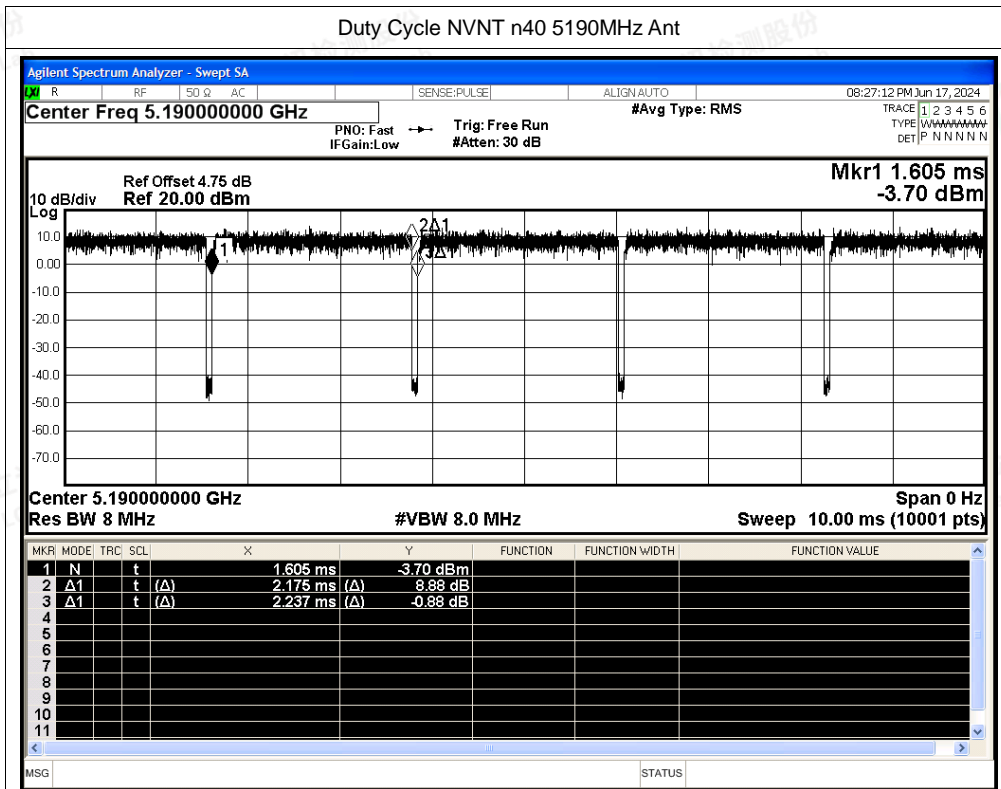 Duty Cycle NVNT n40 5190MHz Ant
Agilent Spectrum Analyzer - Swept SA
LXI R RF 50 Ω AC SENSE:PULSE ALIGN AUTO 08:27:12 PM Jun 17, 2024
Center Freq 5.190000000 GHz #Avg Type: RMS TRACE 1 2 3 4 5 6
PNO: Fast Trig: Free Run TYPE WWWWWW
IFGain:Low #Atten: 30 dB DET P N N N N N
Mkr1 1.605 ms
Ref Offset 4.75 dB
10 dB/div Ref 20.00 dBm -3.70 dBm
Log
2Δ1
10.0
1 3Δ1
0.00
-10.0
-20.0
-30.0
-40.0
-50.0
-60.0
-70.0
Center 5.190000000 GHz Span 0 Hz
Res BW 8 MHz #VBW 8.0 MHz Sweep 10.00 ms (10001 pts)
MKR MODE TRC SCL X Y FUNCTION FUNCTION WIDTH FUNCTION VALUE
1 N t 1.605 ms -3.70 dBm
2 Δ1 t (Δ) 2.175 ms (Δ) 8.88 dB
3 Δ1 t (Δ) 2.237 ms (Δ) -0.88 dB
4
5
6
7
8
9
10
11
MSG STATUS